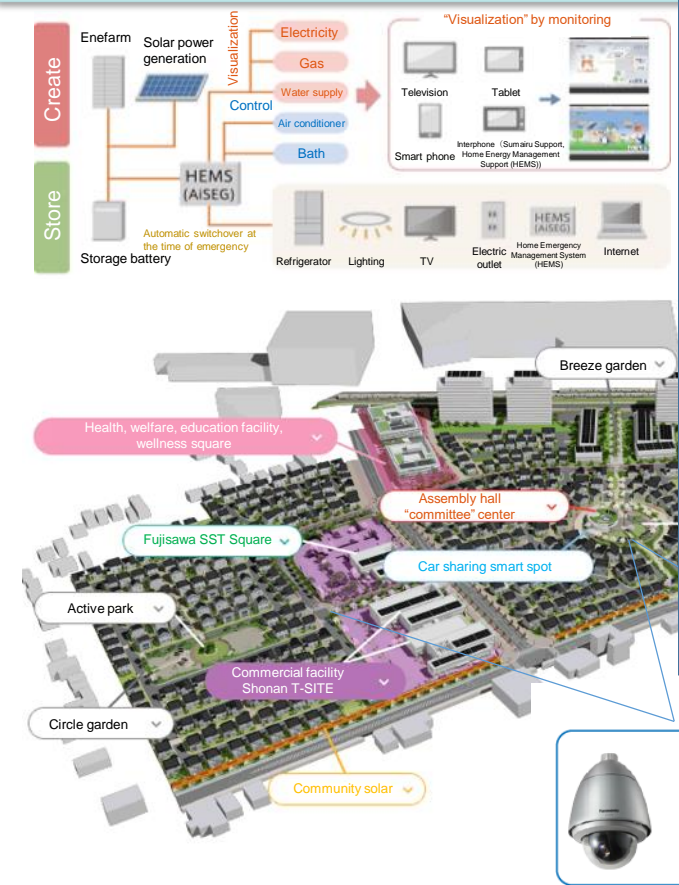 Create
Enefarm
Solar power
generation
Visualization
Control
Electricity
Gas
Water supply
Air conditioner
Bath
"Visualization" by monitoring
Television
Tablet
Smart phone
Interphone（Sumairu Support,
Home Energy Management
Support (HEMS))
Store
HEMS
(AiSEG)
Storage battery
Automatic switchover at
the time of emergency
Refrigerator
Lighting
TV
Electric
outlet
HEMS
(AiSEG)
Home Emergency
Management System
(HEMS)
Internet
Breeze garden
Health, welfare, education facility,
wellness square
Assembly hall
"committee" center
Fujisawa SST Square
Car sharing smart spot
Active park
Commercial facility
Shonan T-SITE
Circle garden
Community solar
Panasonic